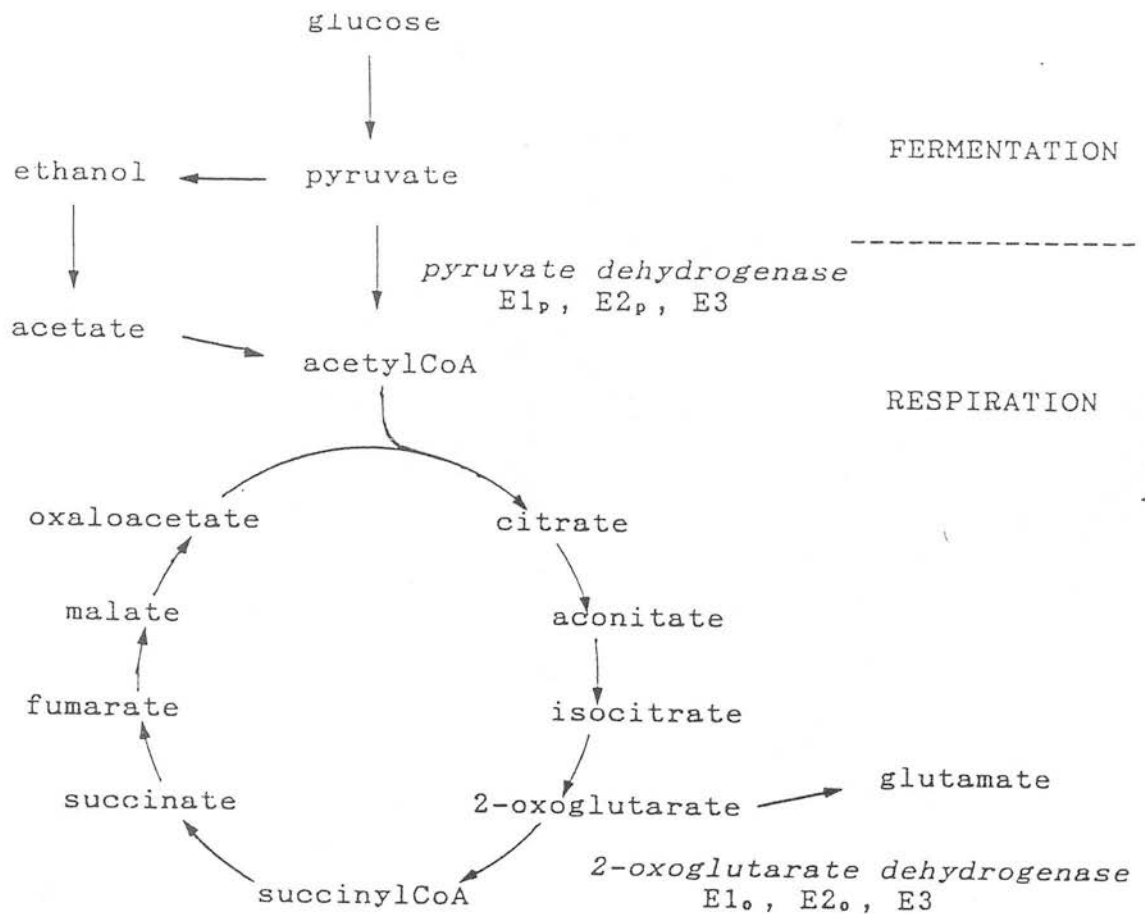 glucose
FERMENTATION
ethanol
pyruvate
pyruvate dehydrogenase
E1p, E2p, E3
acetate
acetylCoA
RESPIRATION
oxaloacetate
citrate
malate
aconitate
fumarate
isocitrate
succinate
2-oxoglutarate
glutamate
2-oxoglutarate dehydrogenase
E1o, E2o, E3
succinylCoA